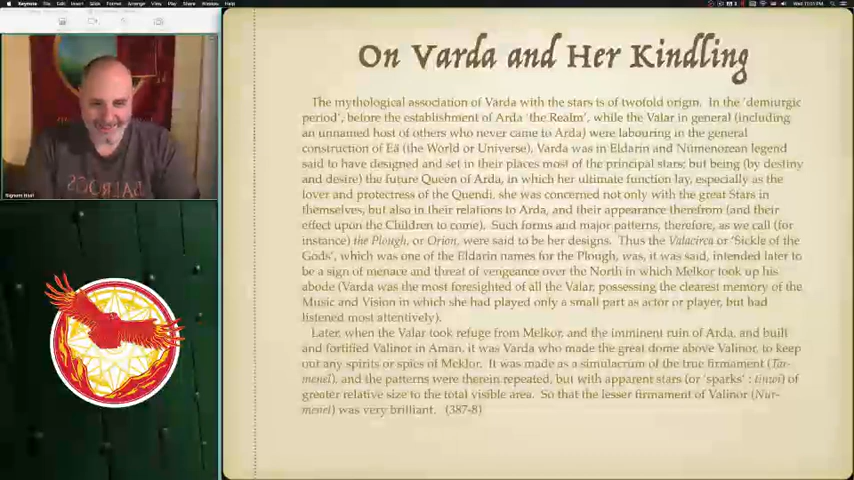 Keynote File Edit Insert Slide Format Arrange View Play Share Window Help
On Varda and Her Kindling
The mythological association of Varda with the stars is of twofold origin. In the 'demiurgic
period', before the establishment of Arda 'the Realm', while the Valar in general (including
an unnamed host of others who never came to Arda) were labouring in the general
construction of Eä (the World or Universe), Varda was in Eldarin and Númenorean legend
said to have designed and set in their places most of the principal stars; but being (by destiny
and desire) the future Queen of Arda, in which her ultimate function lay, especially as the
lover and protectress of the Quendi, she was concerned not only with the great Stars in
themselves, but also in their relations to Arda, and their appearance therefrom (and their
effect upon the Children to come). Such forms and major patterns, therefore, as we call (for
instance) the Plough, or Orion, were said to be her designs. Thus the Valacirca or 'Sickle of the
Gods', which was one of the Eldarin names for the Plough, was, it was said, intended later to
be a sign of menace and threat of vengeance over the North in which Melkor took up his
abode (Varda was the most foresighted of all the Valar, possessing the clearest memory of the
Music and Vision in which she had played only a small part as actor or player, but had
listened most attentively).
Later, when the Valar took refuge from Melkor, and the imminent ruin of Arda, and built
and fortified Valinor in Aman, it was Varda who made the great dome above Valinor, to keep
out any spirits or spies of Meklor. It was made as a simulacrum of the true firmament (Tar-
menel), and the patterns were therein repeated, but with apparent stars (or 'sparks' : tinwi) of
greater relative size to the total visible area. So that the lesser firmament of Valinor (Nur-
menel) was very brilliant. (387-8)